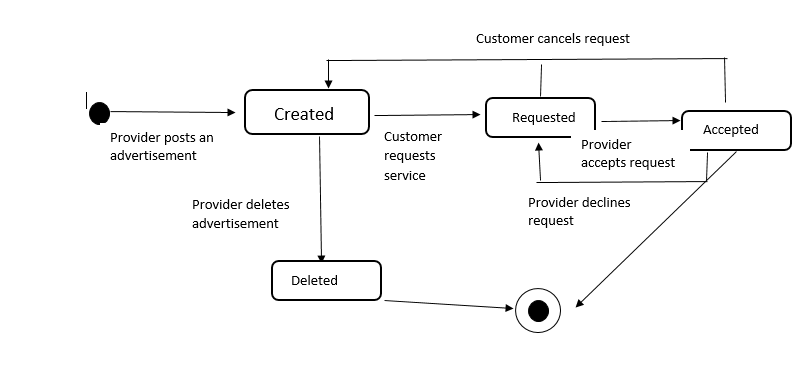 Customer cancels request
Created
Requested
Accepted
Provider posts an
advertisement
Customer
requests
service
Provider
accepts request
Provider deletes
advertisement
Provider declines
request
Deleted